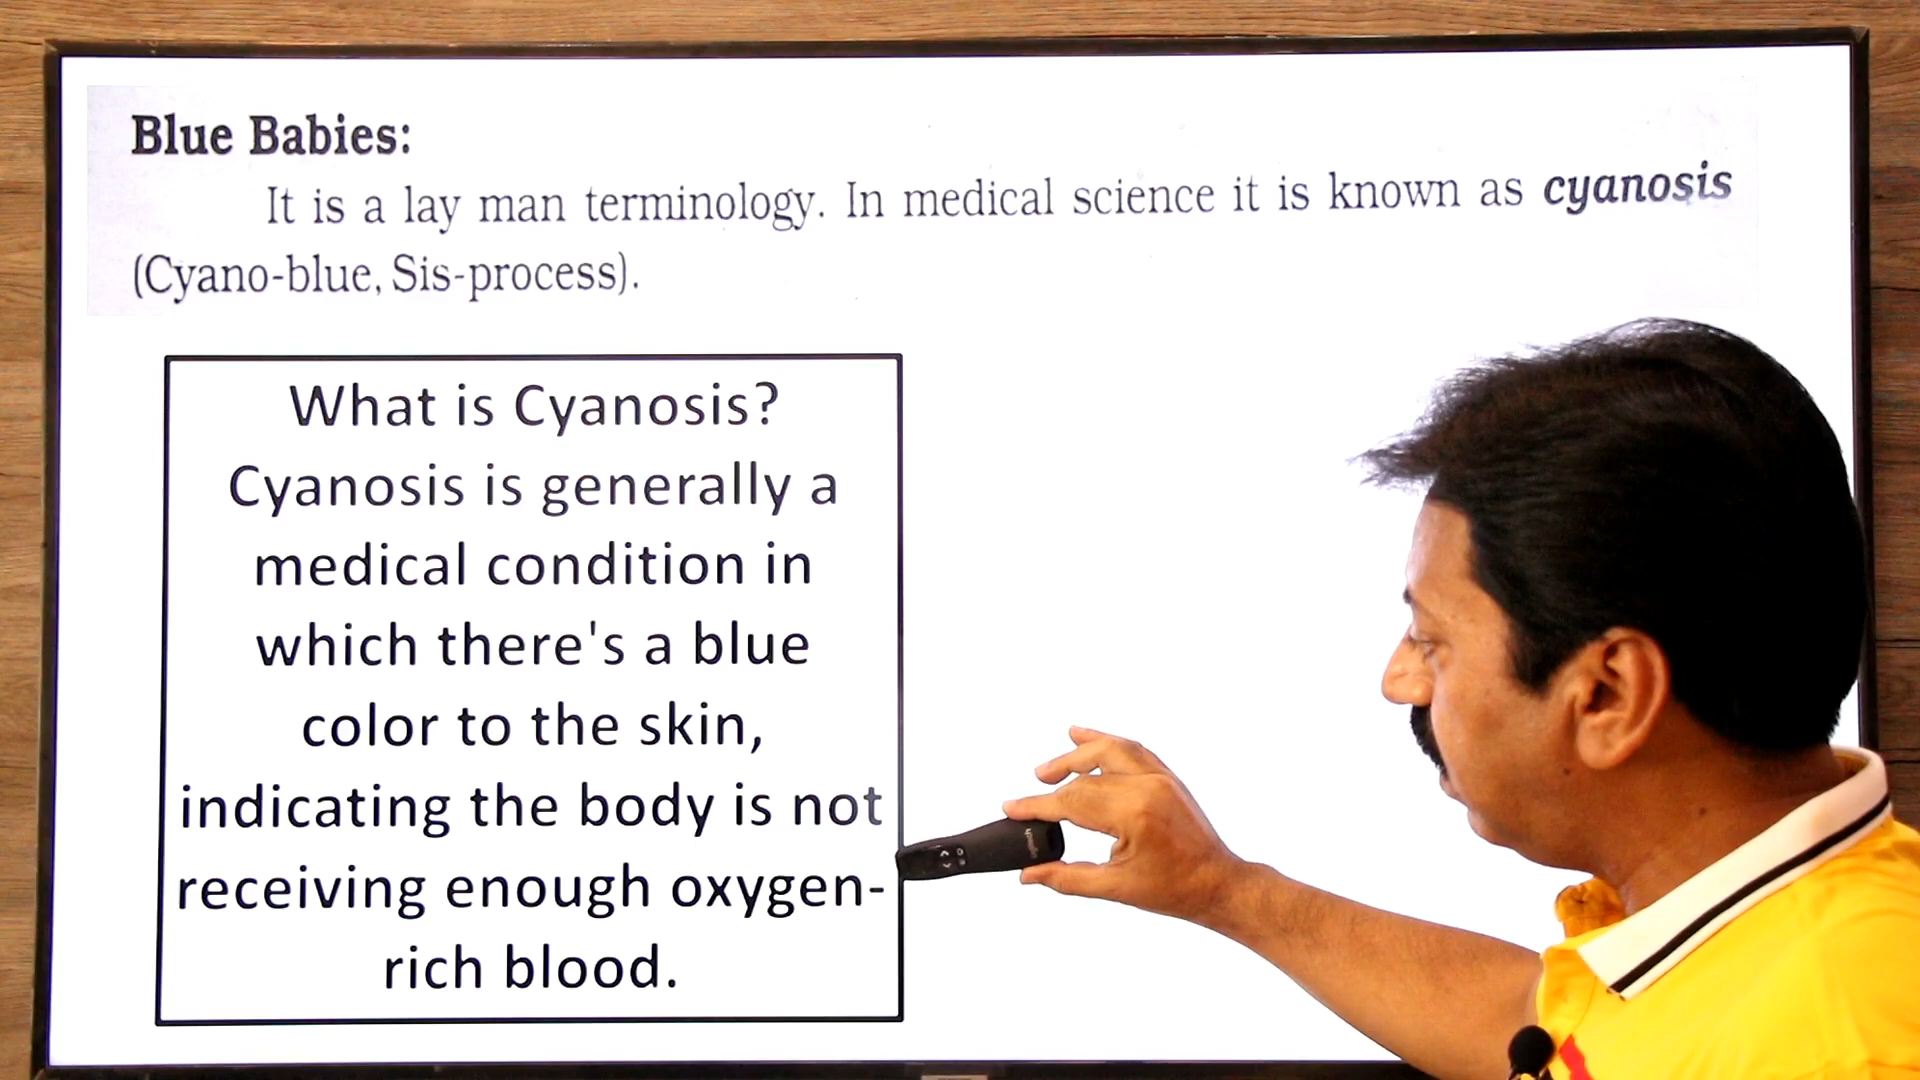 Blue Babies:
It is a lay man terminology. In medical science it is known as cyanosis
(Cyano-blue, Sis-process).
What is Cyanosis?
Cyanosis is generally a
medical condition in
which there's a blue
color to the skin,
indicating the body is not
receiving enough oxygen-
rich blood.